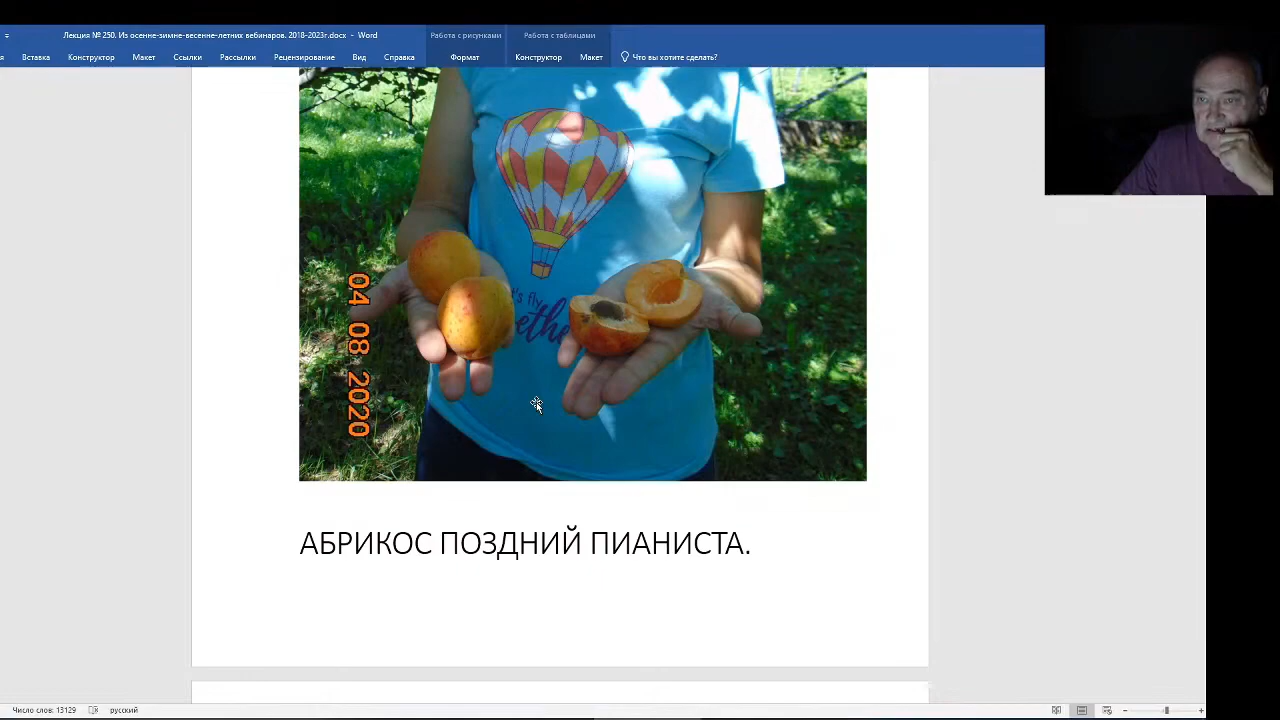 Лекция № 250. Из осенне-зимне-весенне-летних вебинаров. 2018-2023г.docx - Word
Работа с рисунками
Работа с таблицами
Вставка
Конструктор
Макет
Ссылки
Рассылки
Рецензирование
Вид
Справка
Формат
Конструктор
Макет
Что вы хотите сделать?
's fly
ethe
04 08 2020
АБРИКОС ПОЗДНИЙ ПИАНИСТА.
Число слов: 13129
русский